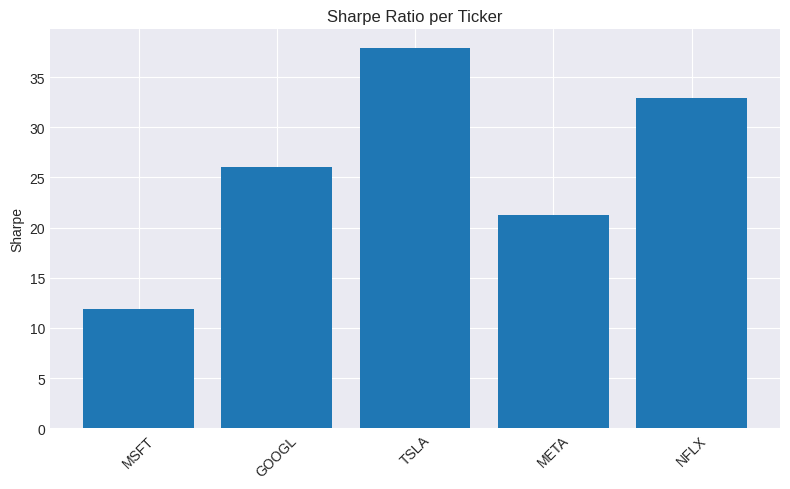 Sharpe Ratio per Ticker
Sharpe
35
30
25
20
15
10
5
0
MSFT
GOOGL
TSLA
META
NFLX